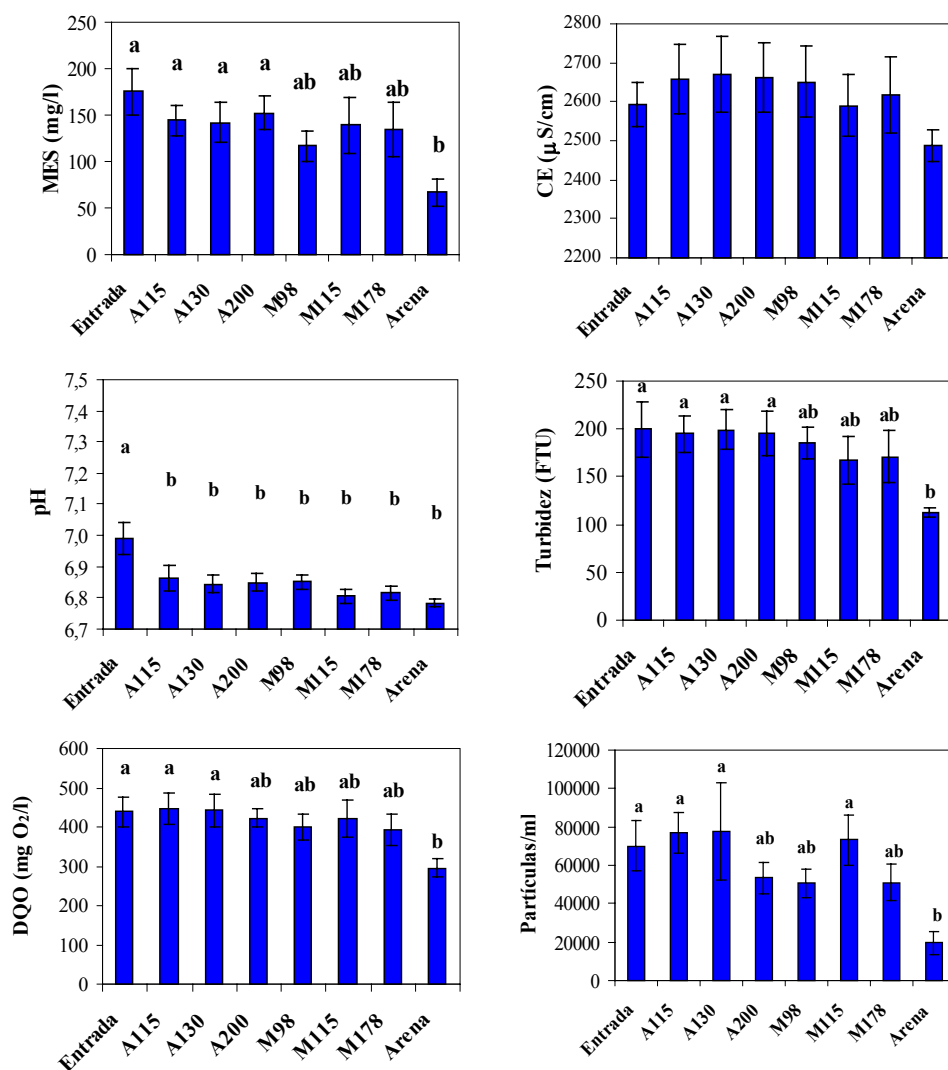 MES (mg/l)
250
200
150
100
50
0
a
a
a
a
ab
ab
ab
b
Entrada
A115
A130
A200
M98
M115
M178
Arena
CE (µS/cm)
2800
2700
2600
2500
2400
2300
2200
Entrada
A115
A130
A200
M98
M115
M178
Arena
pH
7,5
7,4
7,3
7,2
7,1
7,0
6,9
6,8
6,7
a
b
b
b
b
b
b
b
Entrada
A115
A130
A200
M98
M115
M178
Arena
Turbidez (FTU)
250
200
150
100
50
0
a
a
a
a
ab
ab
ab
b
Entrada
A115
A130
A200
M98
M115
M178
Arena
DQO (mg O₂/l)
600
500
400
300
200
100
0
a
a
a
ab
ab
ab
ab
b
Entrada
A115
A130
A200
M98
M115
M178
Arena
Partículas/ml
120000
100000
80000
60000
40000
20000
0
a
a
a
ab
ab
a
ab
b
Entrada
A115
A130
A200
M98
M115
M178
Arena